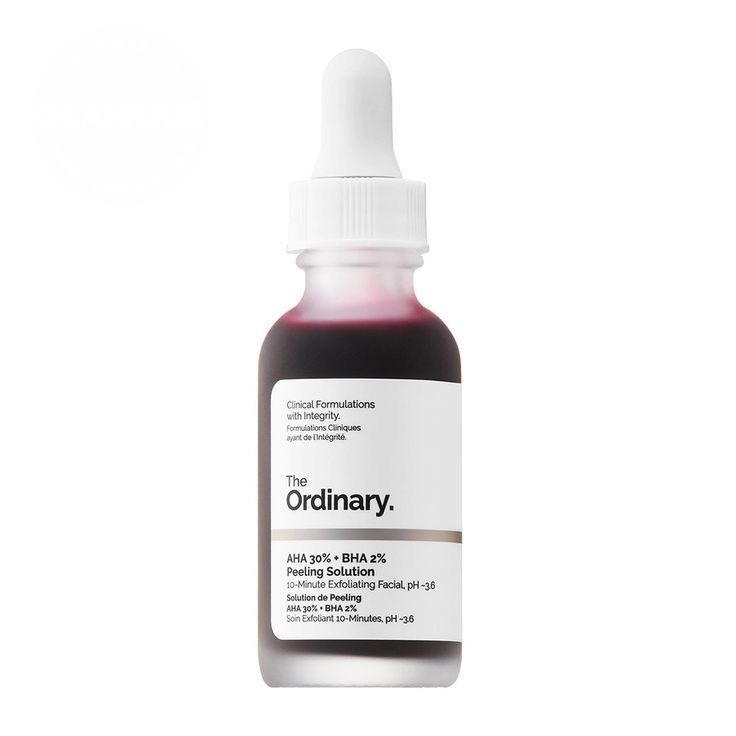 Clinical Formulations
with Integrity.
Formulations Cliniques
ayant de l'Intégrité.
The
Ordinary.
AHA 30% + BHA 2%
Peeling Solution
10-Minute Exfoliating Facial, pH ~3.6
Solution de Peeling
AHA 30% + BHA 2%
Soin Exfoliant 10-Minutes, pH ~3.6